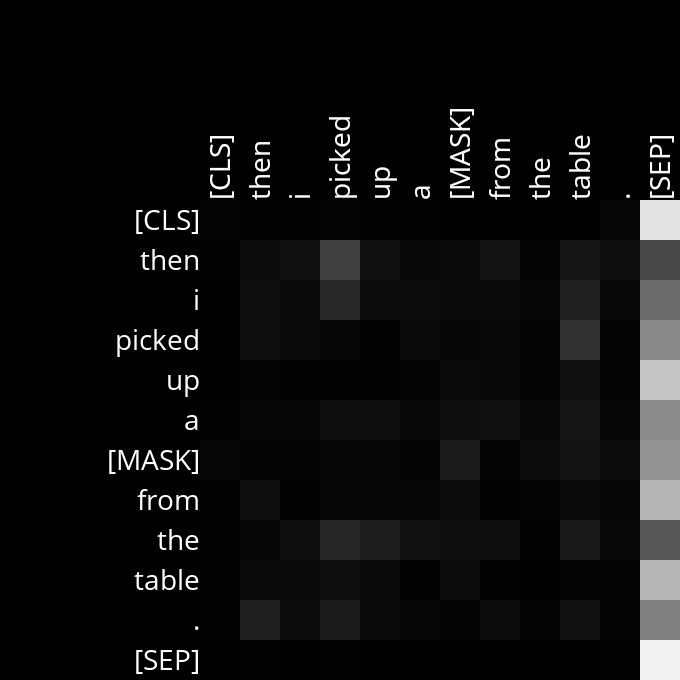 [CLS] then i picked up a [MASK] from the table . [SEP]
[CLS]
then
i
picked
up
a
[MASK]
from
the
table
.
[SEP]